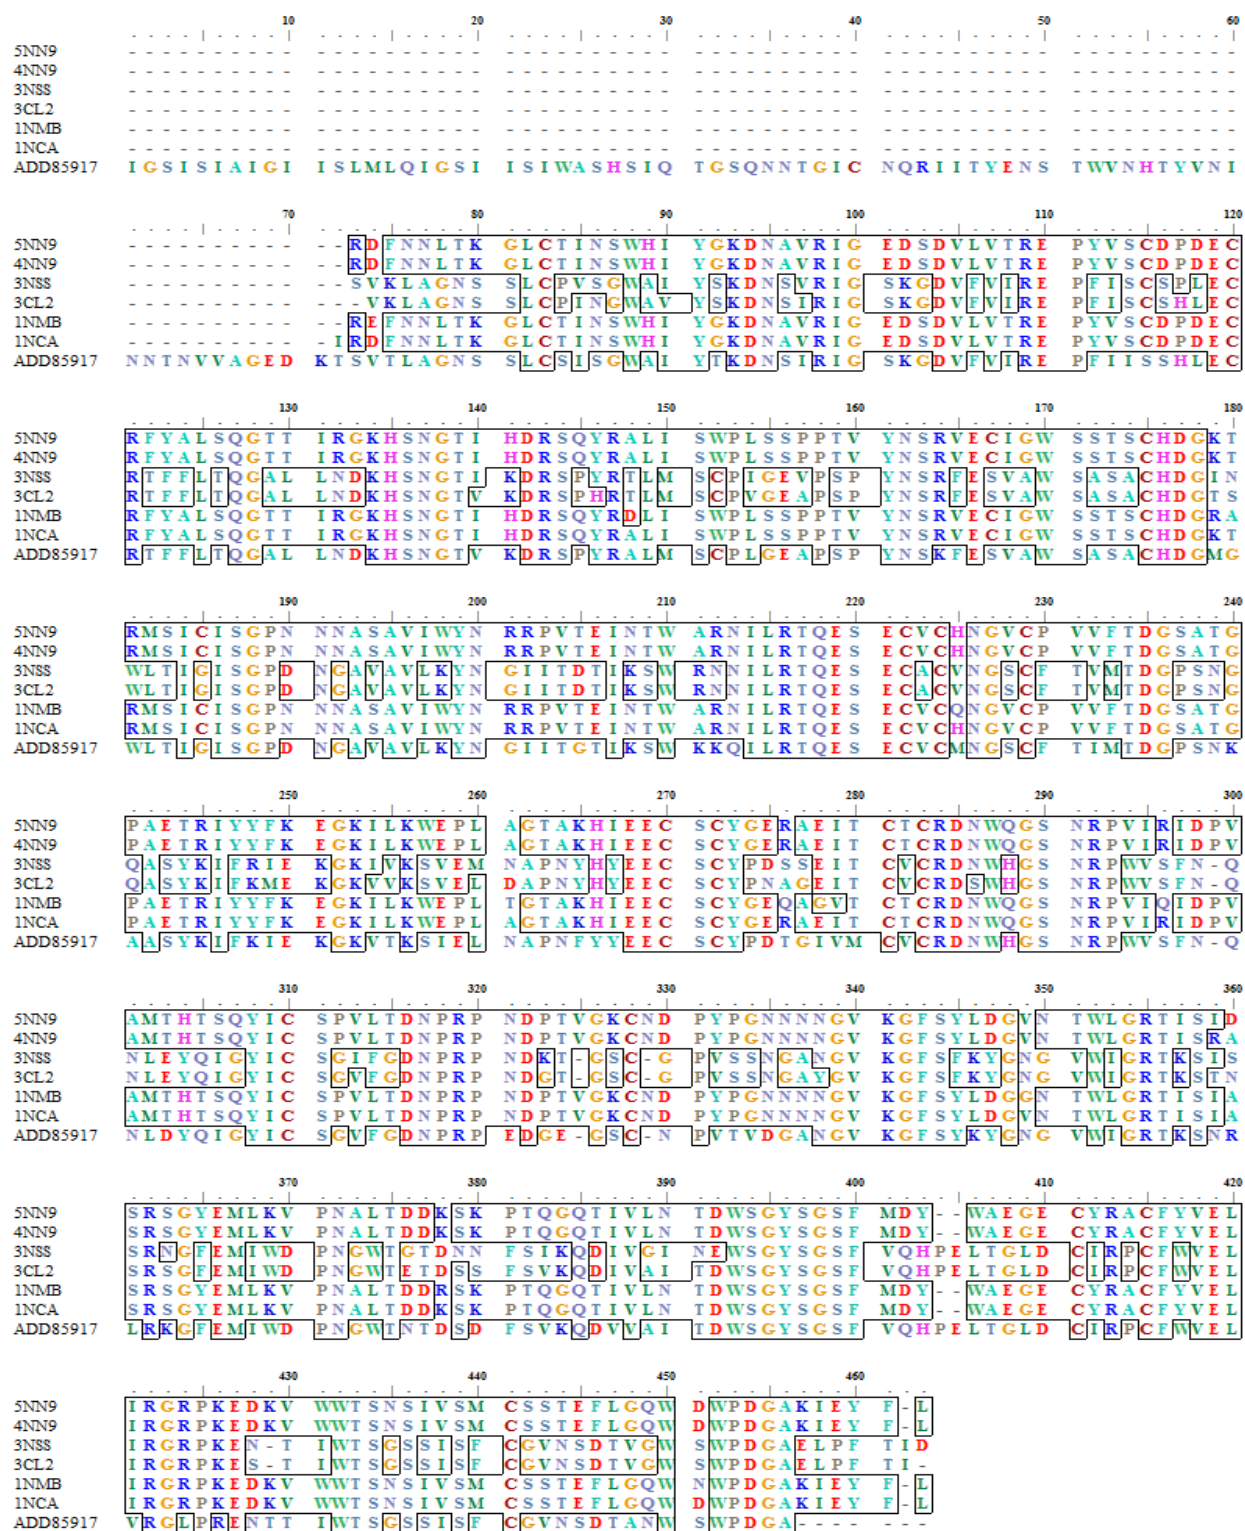 10 20 30 40 50 60
5NN9 - - - - - - - - - - - - - - - - - - - - - - - - - - - - - - - - - - - - - - - - - - - - - - - - - - - - - - - - - - - -
4NN9 - - - - - - - - - - - - - - - - - - - - - - - - - - - - - - - - - - - - - - - - - - - - - - - - - - - - - - - - - - - -
3NSS - - - - - - - - - - - - - - - - - - - - - - - - - - - - - - - - - - - - - - - - - - - - - - - - - - - - - - - - - - - -
3CL2 - - - - - - - - - - - - - - - - - - - - - - - - - - - - - - - - - - - - - - - - - - - - - - - - - - - - - - - - - - - -
1NMB - - - - - - - - - - - - - - - - - - - - - - - - - - - - - - - - - - - - - - - - - - - - - - - - - - - - - - - - - - - -
1NCA - - - - - - - - - - - - - - - - - - - - - - - - - - - - - - - - - - - - - - - - - - - - - - - - - - - - - - - - - - - -
ADD85917 IGSISIAIGI ISLMLQIGSI ISIWASHSIQ TGSQNNTGIC NQRIITYENS TWVNHTYVNI
70 80 90 100 110 120
5NN9 ---------- --RDFNNLTK GLCTINSWHI YGKDNAVRIG EDSDVLVTRE PYVSCDPDEC
4NN9 ---------- --RDFNNLTK GLCTINSWHI YGKDNAVRIG EDSDVLVTRE PYVSCDPDEC
3NSS ---------- --SVKLAGNS SLCPVSGWAI YSKDNSVRIG SKGDVFVIRE PFISCSPLEC
3CL2 ---------- ---VKLAGNS SLCPINGWAV YSKDNSIRIG SKGDVFVIRE PFISCSHLEC
1NMB ---------- --REFNNLTK GLCTINSWHI YGKDNAVRIG EDSDVLVTRE PYVSCDPDEC
1NCA ---------- -IRDFNNLTK GLCTINSWHI YGKDNAVRIG EDSDVLVTRE PYVSCDPDEC
ADD85917 NNTNVVAGED KTSVTLAGNS SLCSISGWAI YTKDNSIRIG SKGDVFVIRE PFIISSHLEC
130 140 150 160 170 180
5NN9 RFYALSQGTT IRGKHSNGTI HDRSQYRALI SWPLSSPPTV YNSRVECIGW SSTSCHDGKT
4NN9 RFYALSQGTT IRGKHSNGTI HDRSQYRALI SWPLSSPPTV YNSRVECIGW SSTSCHDGKT
3NSS RTFFLTQGAL LNDKHSNGTI KDRSPYRTLM SCPIGEVPSP YNSRFESVAW SASACHDGIN
3CL2 RTFFLTQGAL LNDKHSNGTV KDRSPHRTLM SCPVGEAPSP YNSRFESVAW SASACHDGTS
1NMB RFYALSQGTT IRGKHSNGTI HDRSQYRDLI SWPLSSPPTV YNSRVECIGW SSTSCHDGRA
1NCA RFYALSQGTT IRGKHSNGTI HDRSQYRALI SWPLSSPPTV YNSRVECIGW SSTSCHDGKT
ADD85917 RTFFLTQGAL LNDKHSNGTV KDRSPYRALM SCPLGEAPSP YNSKFESVAW SASACHDGMG
190 200 210 220 230 240
5NN9 RMSICISGPN NNASAVIWYN RRPVTEINTW ARNILRTQES ECVCHNGVCP VVFTDGSATG
4NN9 RMSICISGPN NNASAVIWYN RRPVTEINTW ARNILRTQES ECVCHNGVCP VVFTDGSATG
3NSS WLTIGISGPD NGAVAVLKYN GIITDTIKSW RNNILRTQES ECACVNGSCF TVMTDGPSNG
3CL2 WLTIGISGPD NGAVAVLKYN GIITDTIKSW RNNILRTQES ECACVNGSCF TVMTDGPSNG
1NMB RMSICISGPN NNASAVIWYN RRPVTEINTW ARNILRTQES ECVCQNGVCP VVFTDGSATG
1NCA RMSICISGPN NNASAVIWYN RRPVTEINTW ARNILRTQES ECVCHNGVCP VVFTDGSATG
ADD85917 WLTIGISGPD NGAVAVLKYN GIITGTIKSW KKQILRTQES ECVCMNGSCF TIMTDGPSNK
250 260 270 280 290 300
5NN9 PAETRIYYFK EGKILKWEPL AGTAKHIEEC SCYGERAEIT CTCRDNWQGS NRPVIRIDPV
4NN9 PAETRIYYFK EGKILKWEPL AGTAKHIEEC SCYGERAEIT CTCRDNWQGS NRPVIRIDPV
3NSS QASYKIFRIE KGKIVKSVEM NAPNYHYEEC SCYPDSSEIT CVCRDNWHGS NRPWVSFN-Q
3CL2 QASYKIFKME KGKVVKSVEL DAPNYHYEEC SCYPNAGEIT CVCRDSWHGS NRPWVSFN-Q
1NMB PAETRIYYFK EGKILKWEPL TGTAKHIEEC SCYGEQAGVT CTCRDNWQGS NRPVIQIDPV
1NCA PAETRIYYFK EGKILKWEPL AGTAKHIEEC SCYGERAEIT CTCRDNWQGS NRPVIRIDPV
ADD85917 AASYKIFKIE KGKVTKSIEL NAPNFYYEEC SCYPDTGIVM CVCRDNWHGS NRPWVSFN-Q
310 320 330 340 350 360
5NN9 AMTHTSQYIC SPVLTDNPRP NDPTVGKCND PYPGNNNNGV KGFSYLDGVN TWLGRTISID
4NN9 AMTHTSQYIC SPVLTDNPRP NDPTVGKCND PYPGNNNNGV KGFSYLDGVN TWLGRTISRA
3NSS NLEYQIGYIC SGIFGDNPRP NDKT-GSC-G PVSSNGANGV KGFSFKYGNG VWIGRTKSIS
3CL2 NLEYQIGYIC SGVFGDNPRP NDGT-GSC-G PVSSNGAYGV KGFSFKYGNG VWIGRTKSTN
1NMB AMTHTSQYIC SPVLTDNPRP NDPTVGKCND PYPGNNNNGV KGFSYLDGGN TWLGRTISIA
1NCA AMTHTSQYIC SPVLTDNPRP NDPTVGKCND PYPGNNNNGV KGFSYLDGVN TWLGRTISIA
ADD85917 NLDYQIGYIC SGVFGDNPRP EDGE-GSC-N PVTVDGANGV KGFSYKYGNG VWIGRTKSNR
370 380 390 400 410 420
5NN9 SRSGYEMLKV PNALTDDKSK PTQGQTIVLN TDWSGYSGSF MDY--WAEGE CYRACFYVEL
4NN9 SRSGYEMLKV PNALTDDKSK PTQGQTIVLN TDWSGYSGSF MDY--WAEGE CYRACFYVEL
3NSS SRNGFEMIWD PNGWTGTDNN FSIKQDIVGI NEWSGYSGSF VQHPELTGLD CIRPCFWVEL
3CL2 SRSGFEMIWD PNGWTETDSS FSVKQDIVAI TDWSGYSGSF VQHPELTGLD CIRPCFWVEL
1NMB SRSGYEMLKV PNALTDDRSK PTQGQTIVLN TDWSGYSGSF MDY--WAEGE CYRACFYVEL
1NCA SRSGYEMLKV PNALTDDKSK PTQGQTIVLN TDWSGYSGSF MDY--WAEGE CYRACFYVEL
ADD85917 LRKGFEMIWD PNGWTNTDSD FSVKQDVVAI TDWSGYSGSF VQHPELTGLD CIRPCFWVEL
430 440 450 460
5NN9 IRGRPKEDKV WWTSNSIVSM CSSTEFLGQW DWPDGAKIEY F-L
4NN9 IRGRPKEDKV WWTSNSIVSM CSSTEFLGQW DWPDGAKIEY F-L
3NSS IRGRPKEN-T IWTSGSSISF CGVNSDTVGW SWPDGAELPF TID
3CL2 IRGRPKES-T IWTSGSSISF CGVNSDTVGW SWPDGAELPF TI-
1NMB IRGRPKEDKV WWTSNSIVSM CSSTEFLGQW NWPDGAKIEY F-L
1NCA IRGRPKEDKV WWTSNSIVSM CSSTEFLGQW DWPDGAKIEY F-L
ADD85917 VRGLPRENTT IWTSGSSISF CGVNSDTANW SWPDGA---- ---